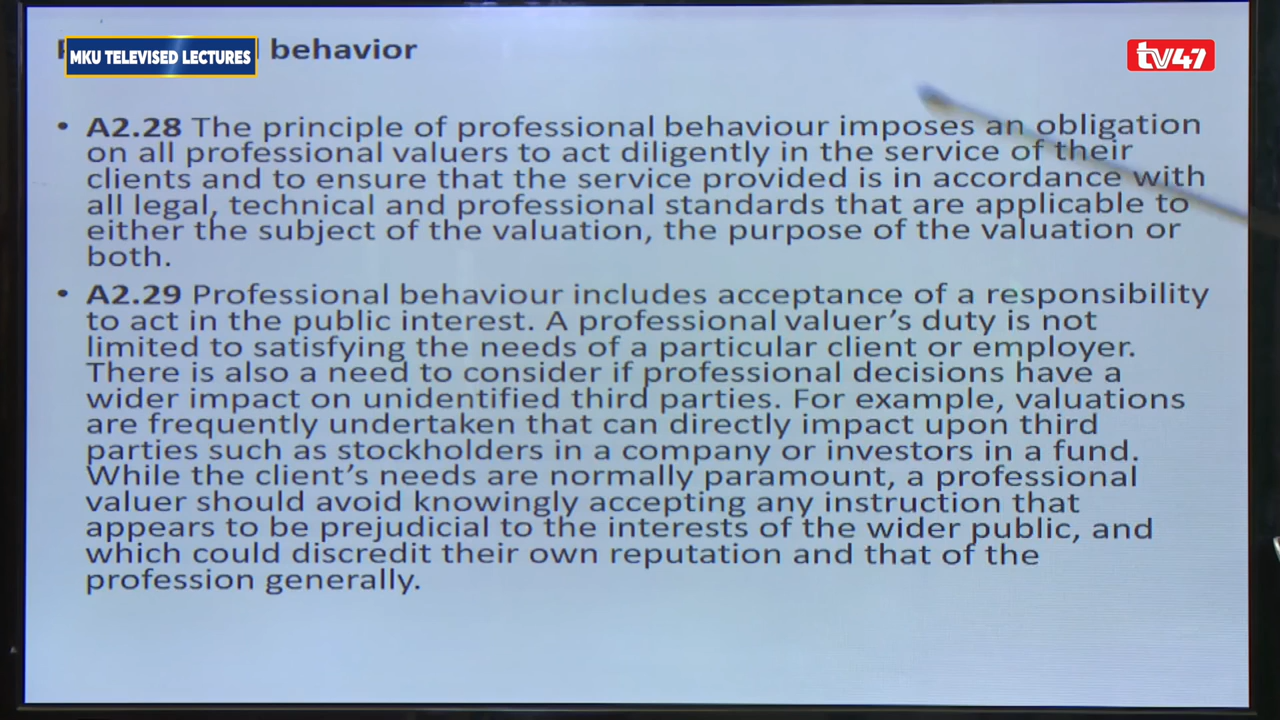 MKU TELEVISED LECTURES
behavior
tv47
• A2.28 The principle of professional behaviour imposes an obligation
on all professional valuers to act diligently in the service of their
clients and to ensure that the service provided is in accordance with
all legal, technical and professional standards that are applicable to
either the subject of the valuation, the purpose of the valuation or
both.
• A2.29 Professional behaviour includes acceptance of a responsibility
to act in the public interest. A professional valuer’s duty is not
limited to satisfying the needs of a particular client or employer.
There is also a need to consider if professional decisions have a
wider impact on unidentified third parties. For example, valuations
are frequently undertaken that can directly impact upon third
parties such as stockholders in a company or investors in a fund.
While the client’s needs are normally paramount, a professional
valuer should avoid knowingly accepting any instruction that
appears to be prejudicial to the interests of the wider public, and
which could discredit their own reputation and that of the
profession generally.